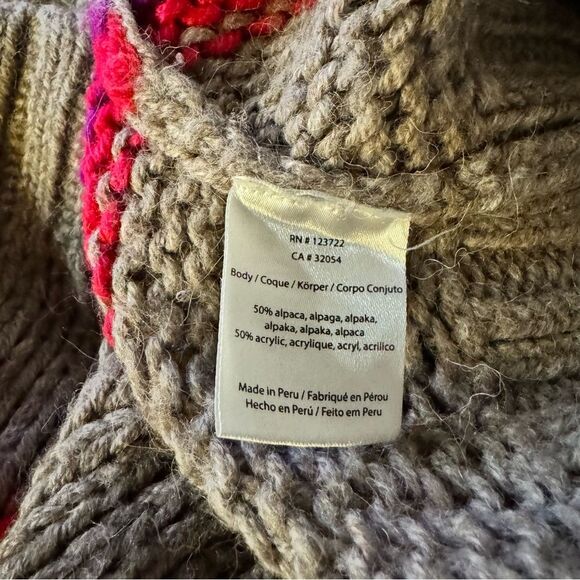 RN # 123722
CA # 32054
Body / Coque / Körper / Corpo Conjuto
50% alpaca, alpaga, alpaka,
alpaka, alpaka, alpaca
50% acrylic, acrylique, acryl, acrilico
Made in Peru / Fabriqué en Pérou
Hecho en Perú / Feito em Peru